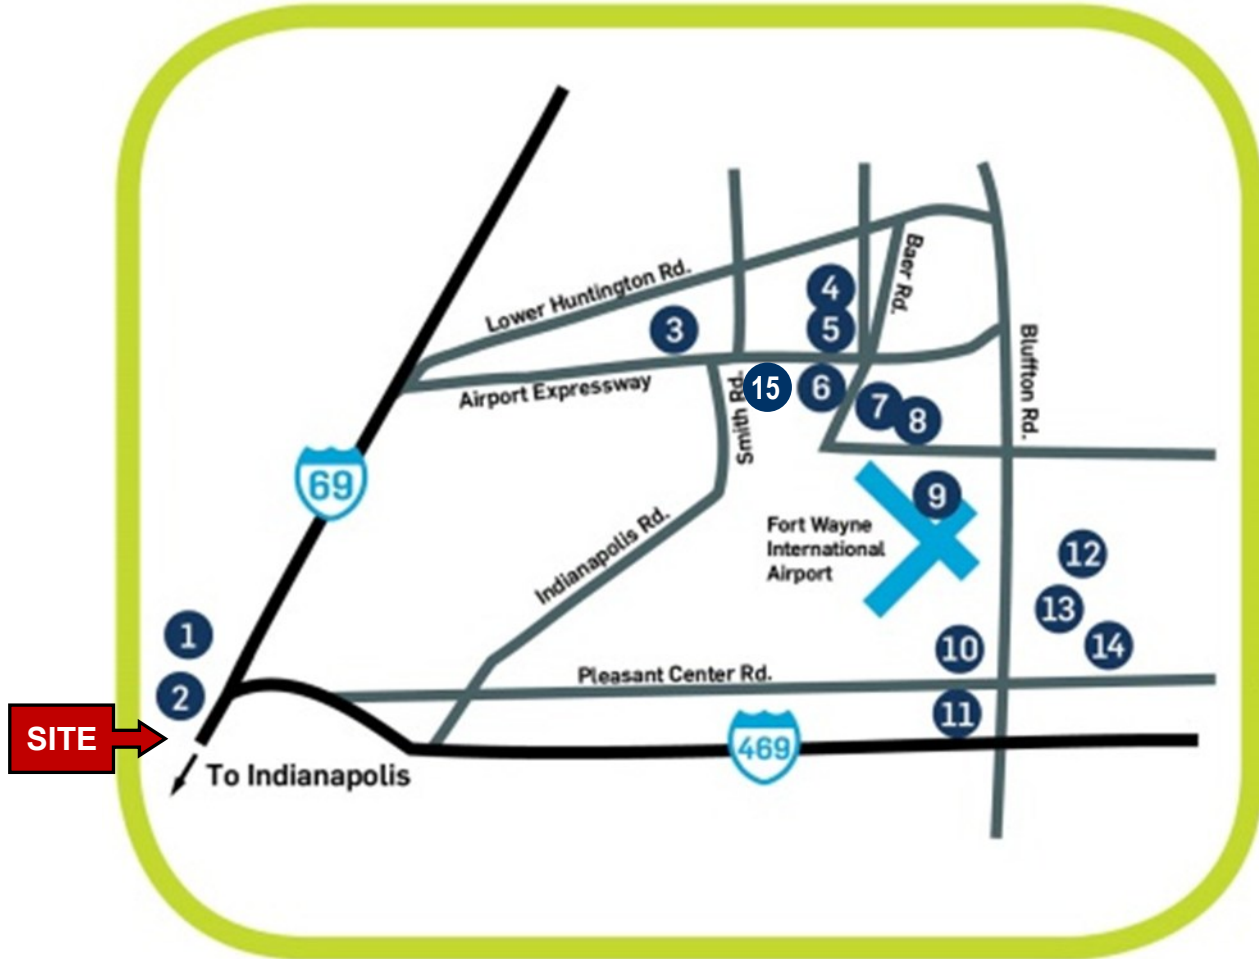 Lower Huntington Rd.
Baer Rd.
4
3
5
Bluffton Rd.
Airport Expressway
Smith Rd.
15
6
7
8
69
9
Indianapolis Rd.
Fort Wayne
International
Airport
12
13
1
10
14
Pleasant Center Rd.
2
11
SITE
469
To Indianapolis